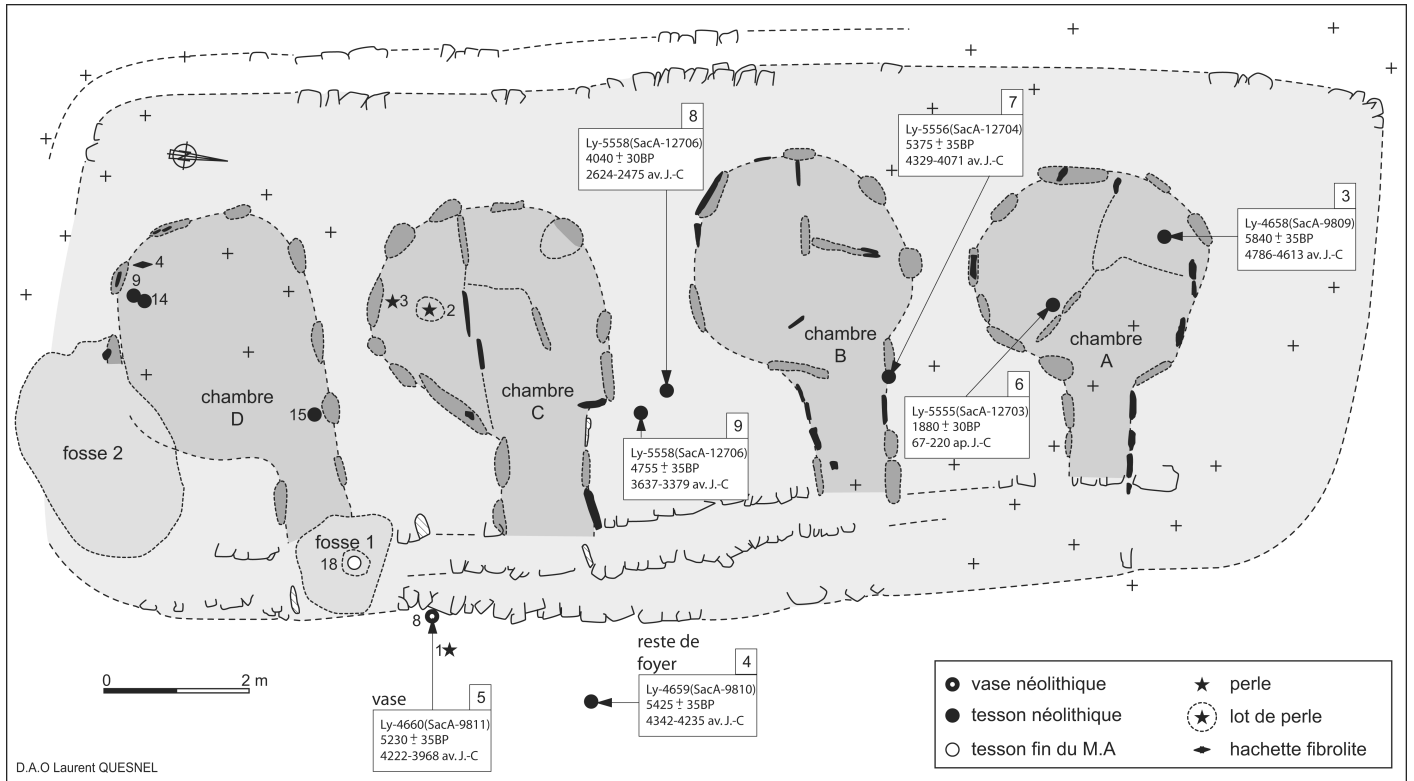 8
Ly-5558(SacA-12706)
4040 ± 30BP
2624-2475 av. J.-C
7
Ly-5556(SacA-12704)
5375 ± 35BP
4329-4071 av. J.-C
3
Ly-4658(SacA-9809)
5840 ± 35BP
4786-4613 av. J.-C
4
9
14
3
2
chambre
B
chambre
A
chambre
C
chambre
D
15
6
Ly-5555(SacA-12703)
1880 ± 30BP
67-220 ap. J.-C
9
Ly-5558(SacA-12706)
4755 ± 35BP
3637-3379 av. J.-C
fosse 2
fosse 1
18
8
1
reste de
foyer
4
Ly-4659(SacA-9810)
5425 ± 35BP
4342-4235 av. J.-C
0 2 m
vase
5
Ly-4660(SacA-9811)
5230 ± 35BP
4222-3968 av. J.-C
vase néolithique
tesson néolithique
tesson fin du M.A
perle
lot de perle
hachette fibrolite
D.A.O Laurent QUESNEL